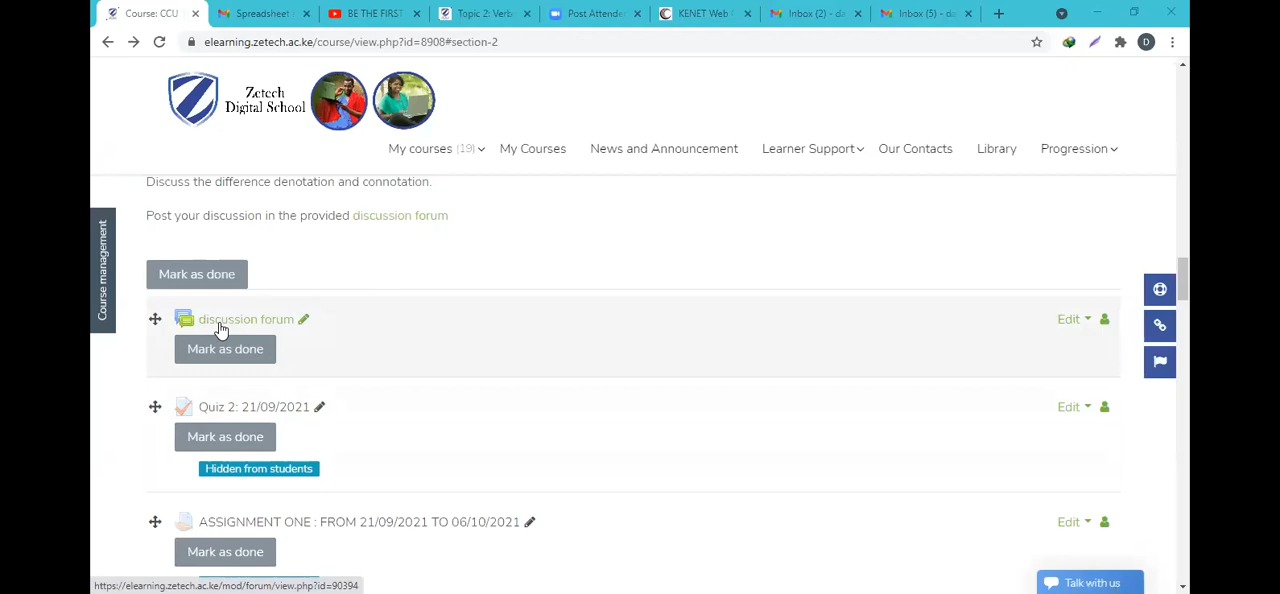 Course: CCU
Spreadsheet
BE THE FIRST
Topic 2: Verb
Post Attende
KENET Web C
Inbox (2) - da
Inbox (5) - da
elearning.zetech.ac.ke/course/view.php?id=8908#section-2
D
Zetech
Digital School
My courses (19)
My Courses
News and Announcement
Learner Support
Our Contacts
Library
Progression
Course management
Discuss the difference denotation and connotation.
Post your discussion in the provided discussion forum
Mark as done
discussion forum
Edit
Mark as done
Quiz 2: 21/09/2021
Edit
Mark as done
Hidden from students
ASSIGNMENT ONE : FROM 21/09/2021 TO 06/10/2021
Edit
Mark as done
https://elearning.zetech.ac.ke/mod/forum/view.php?id=90394
Talk with us